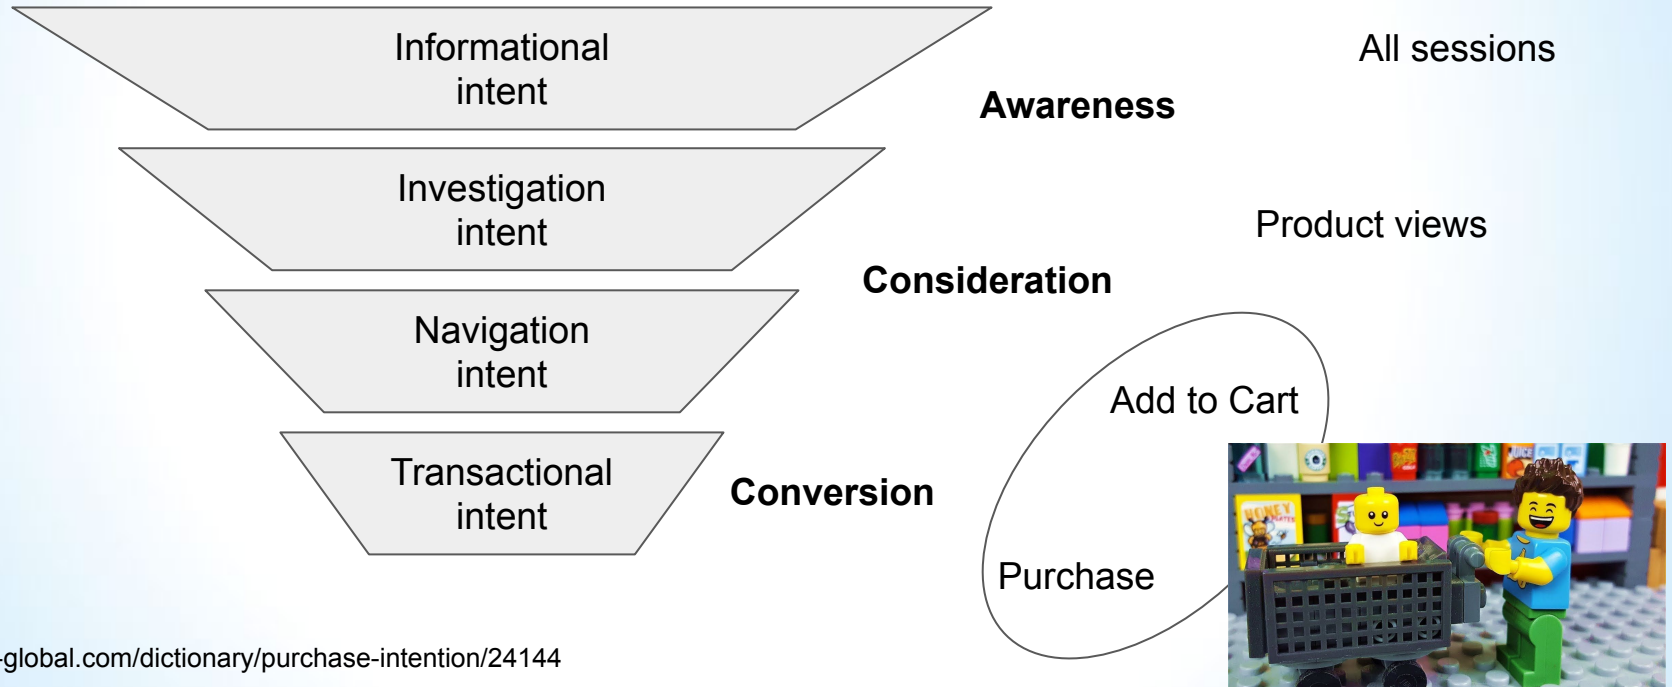 Informational
intent
All sessions
Awareness
Investigation
intent
Product views
Consideration
Navigation
intent
Add to Cart
Transactional
intent
Conversion
Purchase
HONEY
JUICE
-global.com/dictionary/purchase-intention/24144